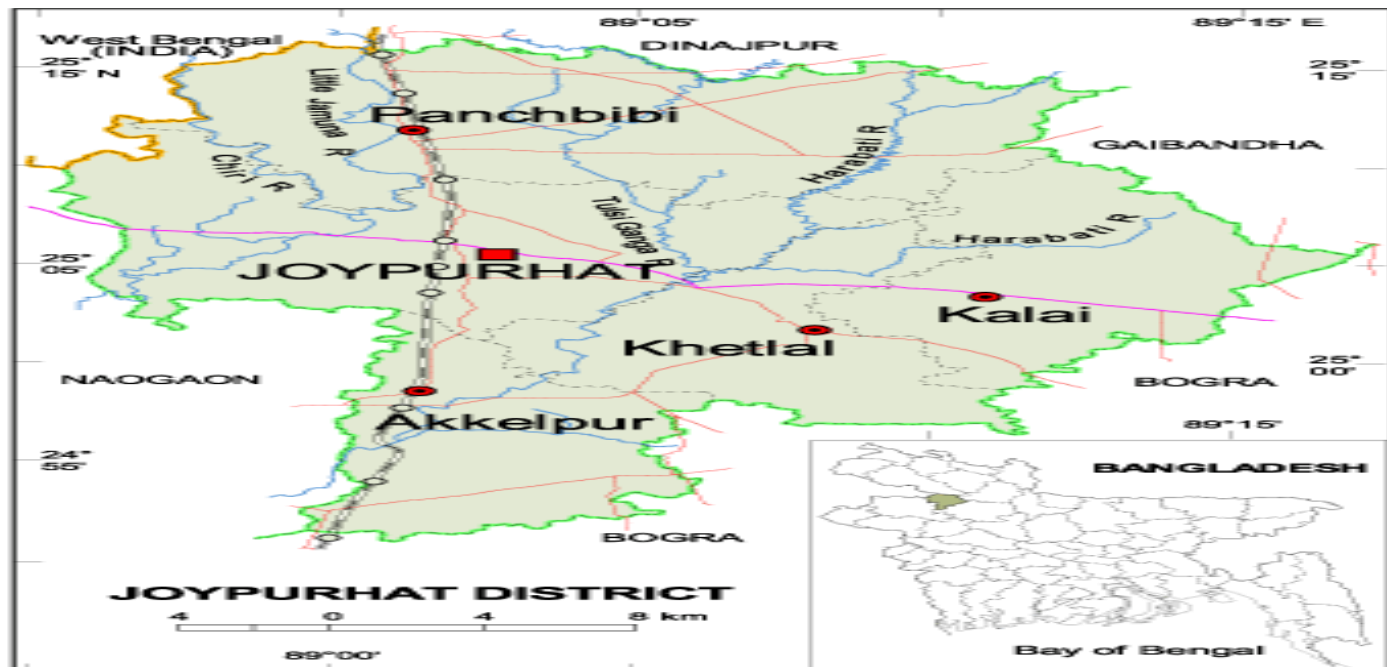 89°05'
89°15' E
West Bengal
(INDIA)
DINAJPUR
25°
15' N
25°
15'
Little Jamuna R
Panchbibi
Harabati R
GAIBANDHA
Chiri R
Tulsi Ganga R
Harabati R
25°
05'
JOYPURHAT
Kalai
Khetlal
25°
00'
NAOGAON
BOGRA
Akkelpur
89°15'
24°
55'
BANGLADESH
BOGRA
JOYPURHAT DISTRICT
4 0 4 8 km
Bay of Bengal
89°00'